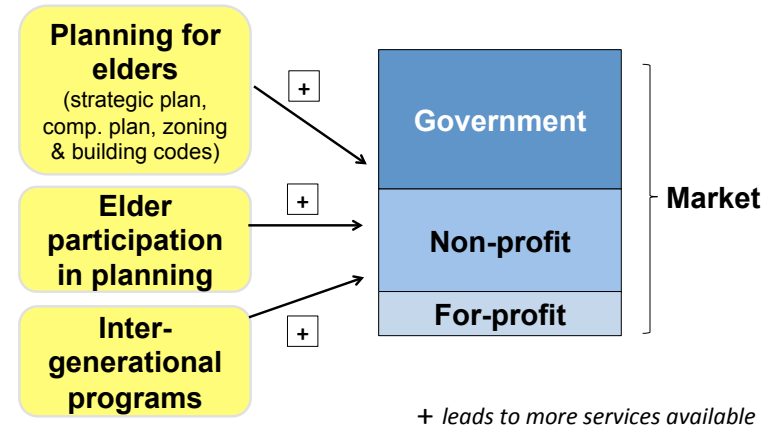 Planning for
elders
(strategic plan,
comp. plan, zoning
& building codes)
+
Government
Elder
participation
in planning
+
Non-profit
Market
Inter-
generational
programs
+
For-profit
+ leads to more services available